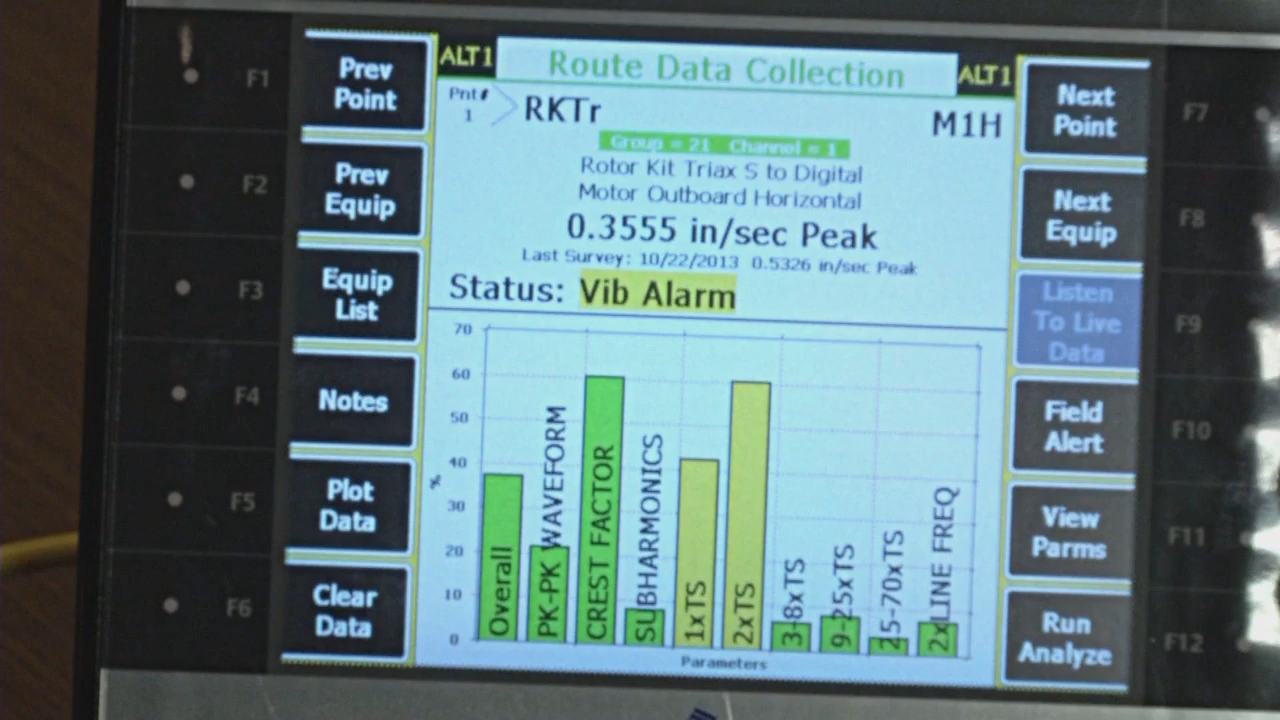 F1
F2
F3
F4
F5
F6
Prev
Point
Prev
Equip
Equip
List
Notes
Plot
Data
Clear
Data
ALT1
Route Data Collection
ALT1
Pnt#
1
RKTr
M1H
Group = 21 Channel = 1
Rotor Kit Triax S to Digital
Motor Outboard Horizontal
0.3555 in/sec Peak
Last Survey: 10/22/2013 0.5326 in/sec Peak
Status: Vib Alarm
70
60
50
40
30
20
10
0
%
Overall
PK-PK WAVEFORM
CREST FACTOR
SUBHARMONICS
1xTS
2xTS
3-8xTS
9-25xTS
25-70xTS
2xLINE FREQ
Parameters
Next
Point
Next
Equip
Listen
To Live
Data
Field
Alert
View
Parms
Run
Analyze
F7
F8
F9
F10
F11
F12